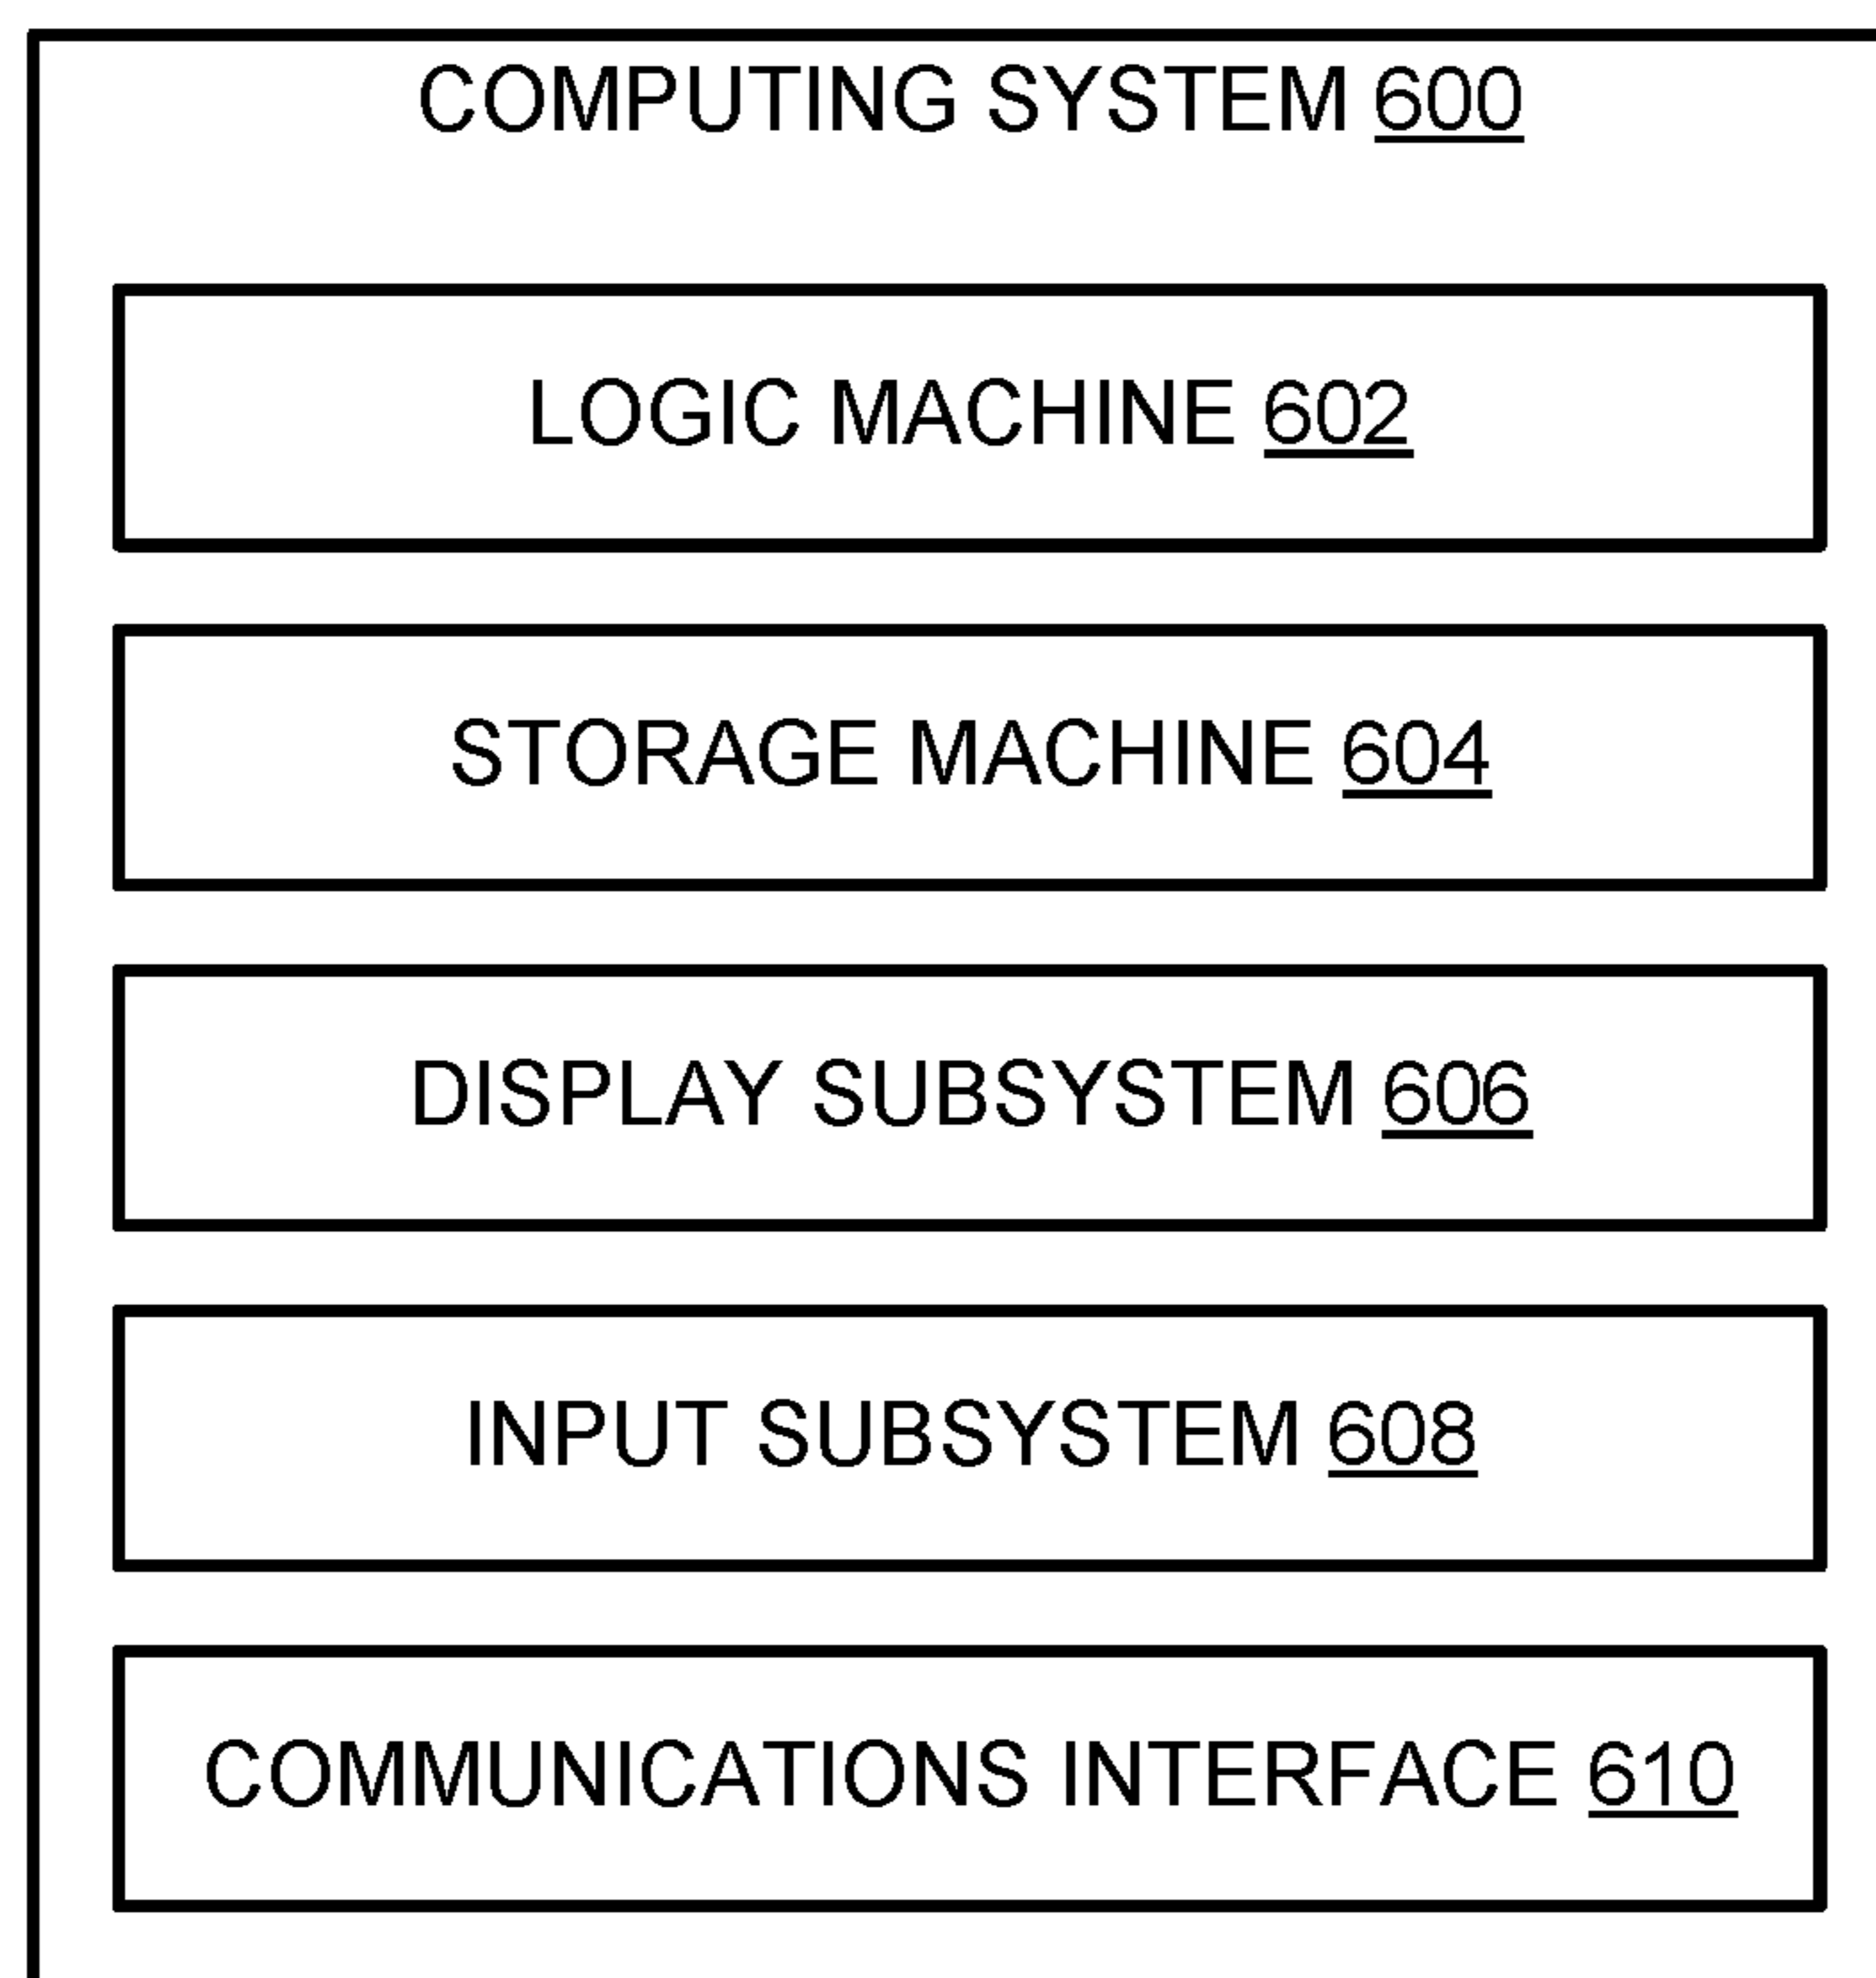 COMPUTING SYSTEM 600
LOGIC MACHINE 602
STORAGE MACHINE 604
DISPLAY SUBSYSTEM 606
INPUT SUBSYSTEM 608
COMMUNICATIONS INTERFACE 610